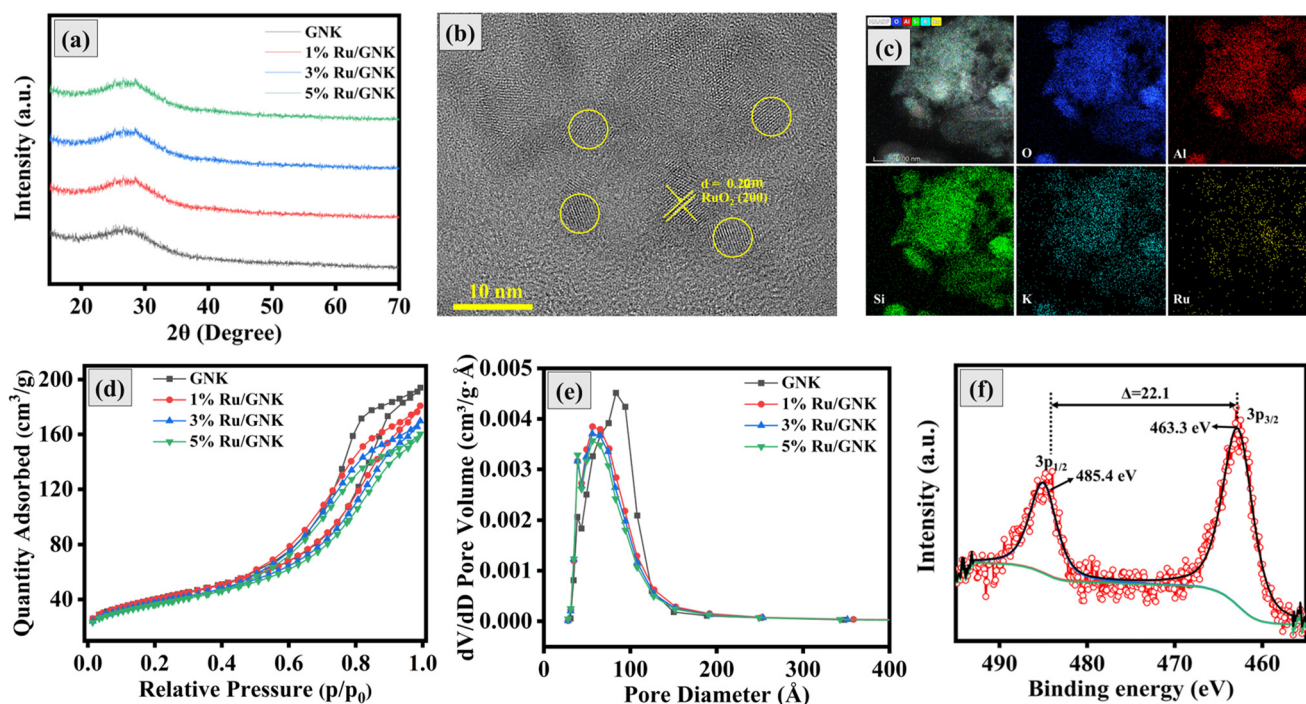 (a)
GNK
1% Ru/GNK
3% Ru/GNK
5% Ru/GNK
Intensity (a.u.)
20 30 40 50 60 70
2θ (Degree)
(b)
RuO₂ (200)
10 nm
(c)
O
Al
Si
K
Ru
(d)
GNK
1% Ru/GNK
3% Ru/GNK
5% Ru/GNK
Quantity Adsorbed (cm³/g)
200
160
120
80
40
0.0 0.2 0.4 0.6 0.8 1.0
Relative Pressure (p/p₀)
(e)
GNK
1% Ru/GNK
3% Ru/GNK
5% Ru/GNK
dV/dD Pore Volume (cm³/g·Å)
0.005
0.004
0.003
0.002
0.001
0.000
0 100 200 300 400
Pore Diameter (Å)
(f)
Δ=22.1
3p₃/₂
463.3 eV
3p₁/₂
485.4 eV
Intensity (a.u.)
490 480 470 460
Binding energy (eV)